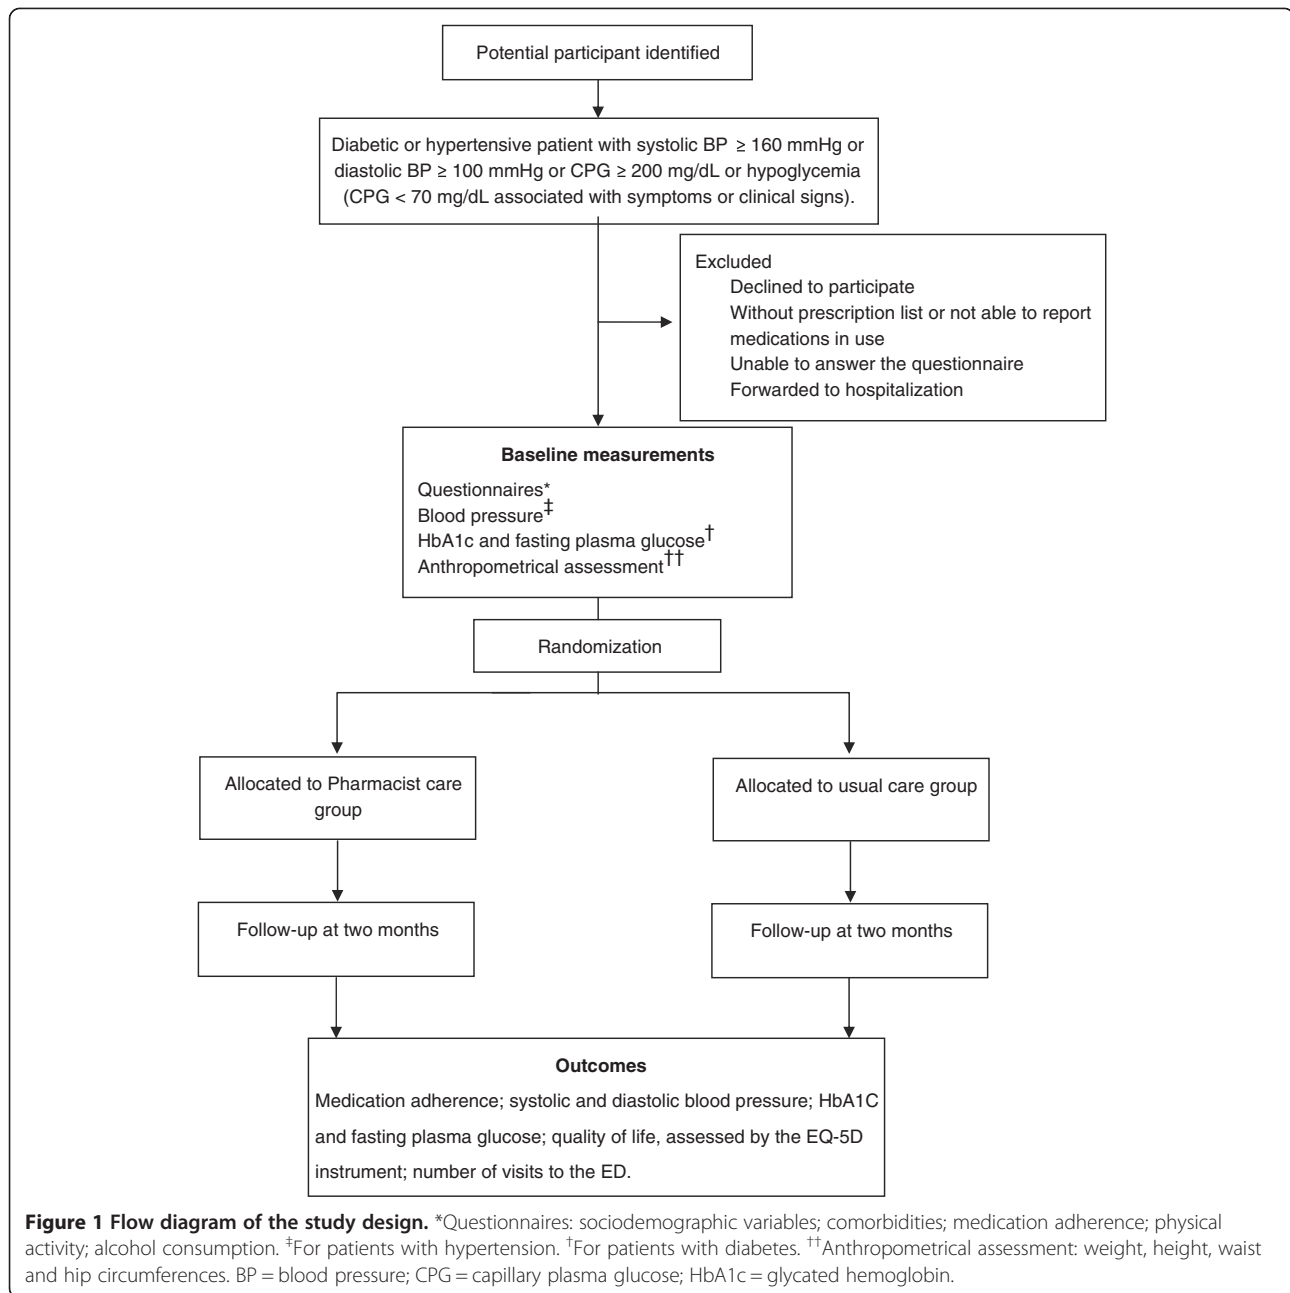 Potential participant identified
Diabetic or hypertensive patient with systolic BP ≥ 160 mmHg or
diastolic BP ≥ 100 mmHg or CPG ≥ 200 mg/dL or hypoglycemia
(CPG < 70 mg/dL associated with symptoms or clinical signs).
Excluded
Declined to participate
Without prescription list or not able to report
medications in use
Unable to answer the questionnaire
Forwarded to hospitalization
Baseline measurements
Questionnaires*
Blood pressure‡
HbA1c and fasting plasma glucose†
Anthropometrical assessment††
Randomization
Allocated to Pharmacist care
group
Allocated to usual care group
Follow-up at two months
Follow-up at two months
Outcomes
Medication adherence; systolic and diastolic blood pressure; HbA1C
and fasting plasma glucose; quality of life, assessed by the EQ-5D
instrument; number of visits to the ED.
Figure 1 Flow diagram of the study design. *Questionnaires: sociodemographic variables; comorbidities; medication adherence; physical
activity; alcohol consumption. ‡For patients with hypertension. †For patients with diabetes. ††Anthropometrical assessment: weight, height, waist
and hip circumferences. BP = blood pressure; CPG = capillary plasma glucose; HbA1c = glycated hemoglobin.